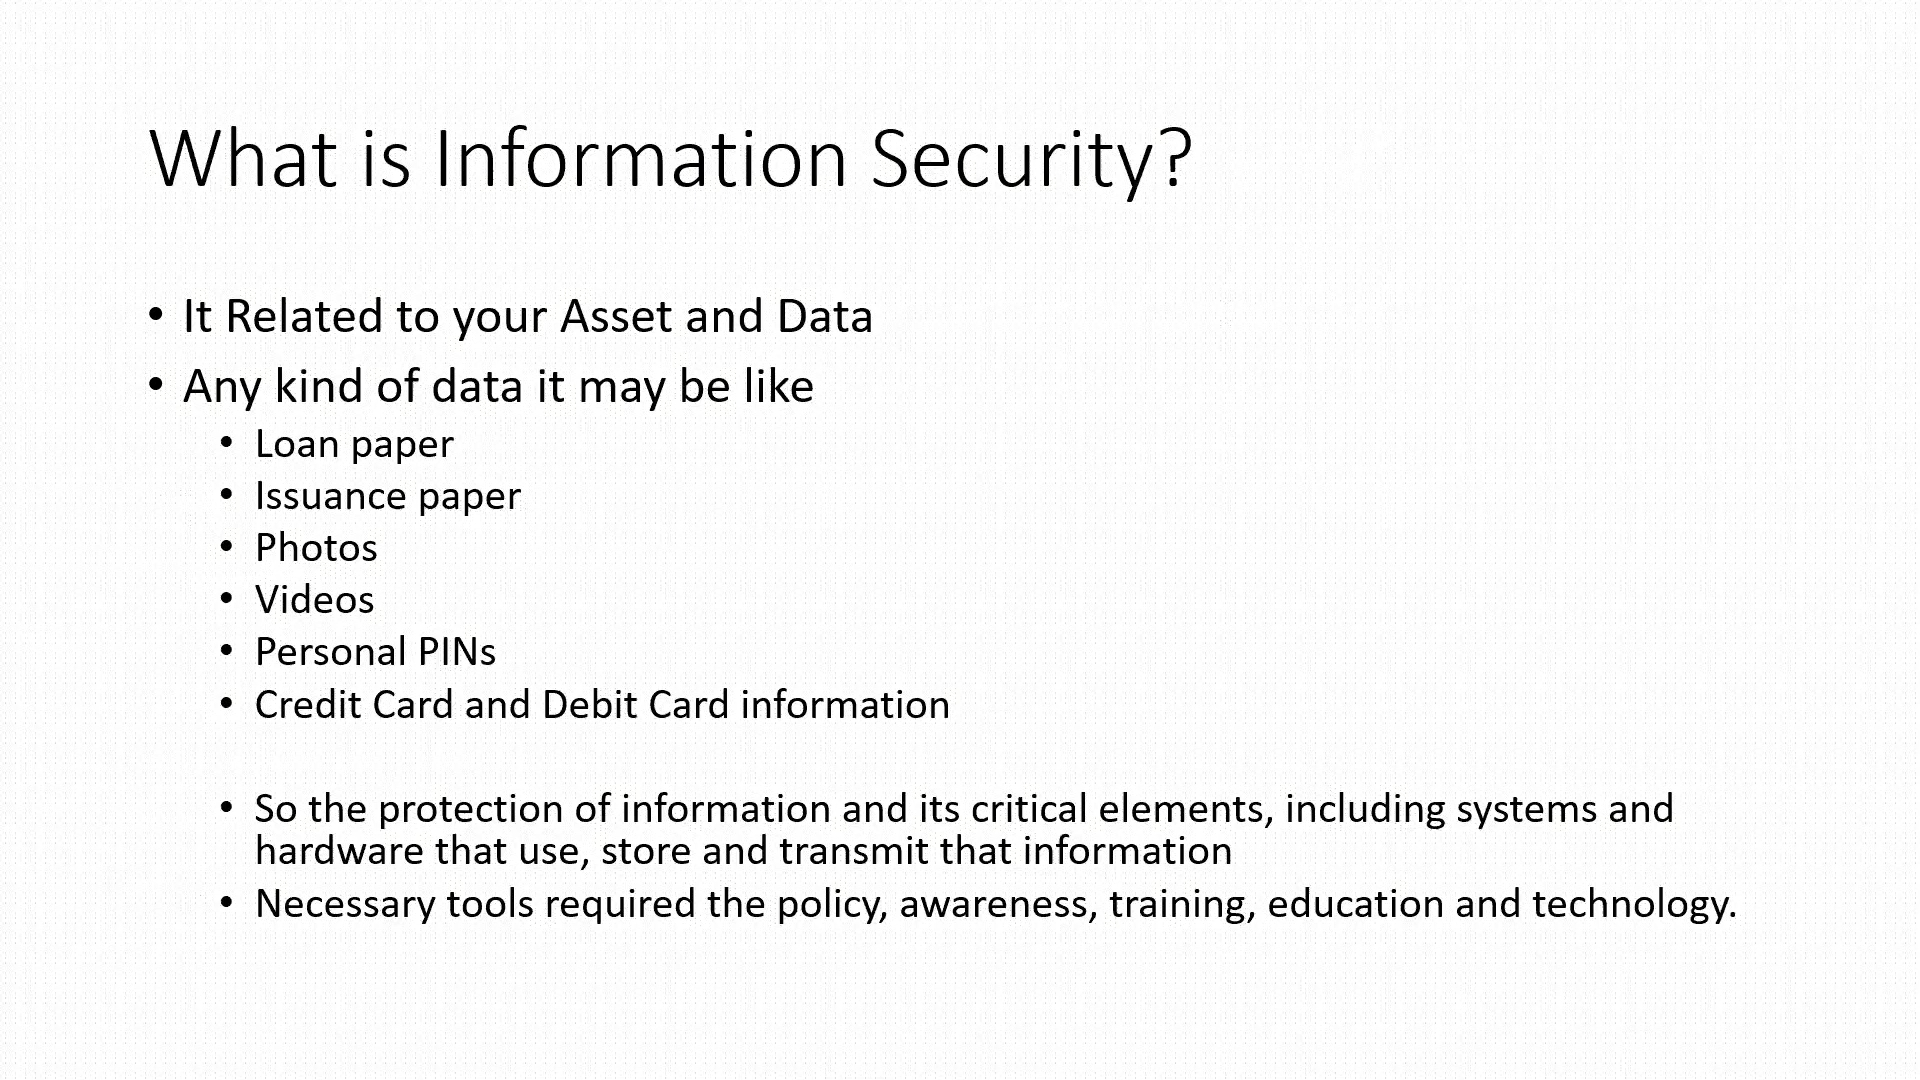 What is Information Security?
• It Related to your Asset and Data
• Any kind of data it may be like
• Loan paper
• Issuance paper
• Photos
• Videos
• Personal PINs
• Credit Card and Debit Card information
• So the protection of information and its critical elements, including systems and
hardware that use, store and transmit that information
• Necessary tools required the policy, awareness, training, education and technology.